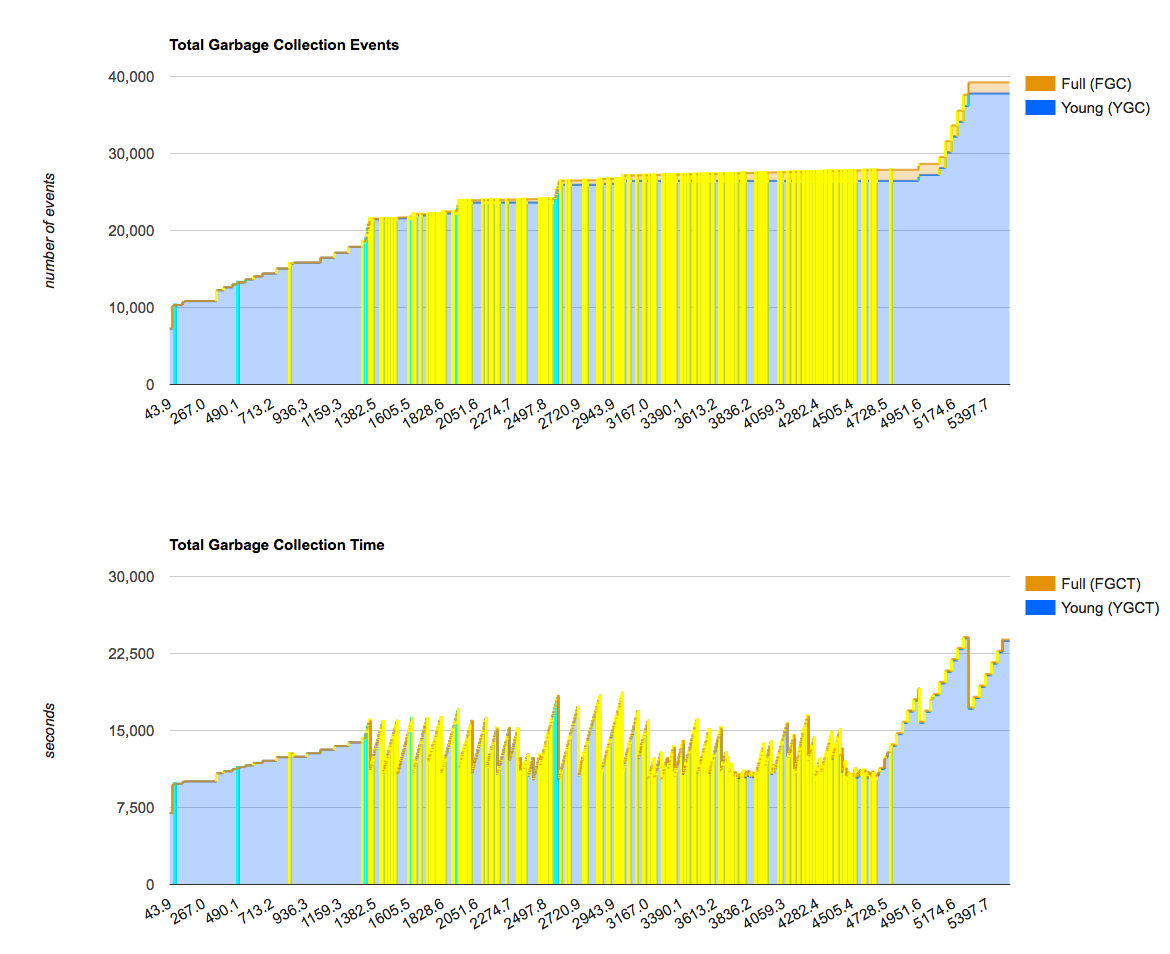 Total Garbage Collection Events
40,000
30,000
20,000
10,000
0
number of events
Full (FGC)
Young (YGC)
43.9 267.0 490.1 713.2 936.3 1159.3 1382.5 1605.5 1828.6 2051.6 2274.7 2497.8 2720.9 2943.9 3167.0 3390.1 3613.2 3836.2 4059.3 4282.4 4505.4 4728.5 4951.6 5174.6 5397.7
Total Garbage Collection Time
30,000
22,500
15,000
7,500
0
seconds
Full (FGCT)
Young (YGCT)
43.9 267.0 490.1 713.2 936.3 1159.3 1382.5 1605.5 1828.6 2051.6 2274.7 2497.8 2720.9 2943.9 3167.0 3390.1 3613.2 3836.2 4059.3 4282.4 4505.4 4728.5 4951.6 5174.6 5397.7